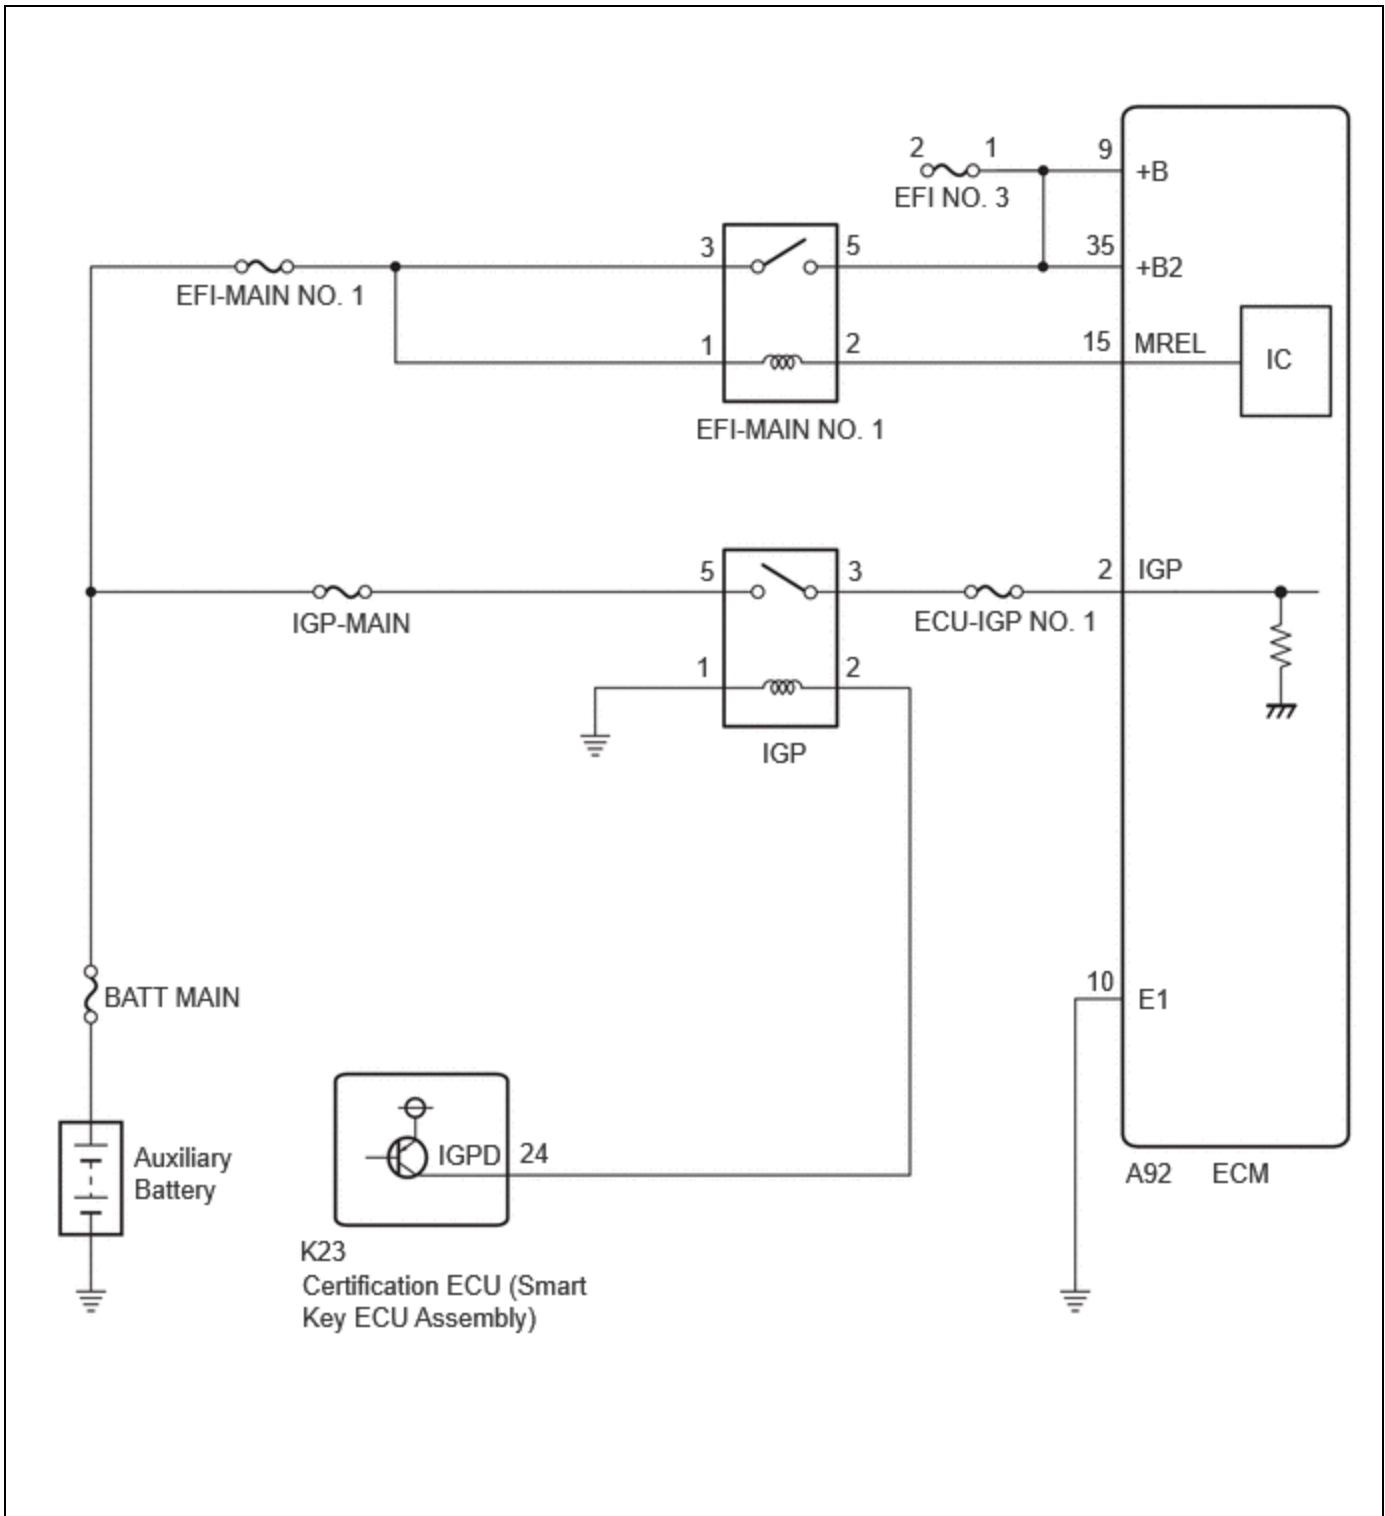 2 1 9
+B
EFI NO. 3
3 5 35
+B2
EFI-MAIN NO. 1
1 2 15 MREL
IC
EFI-MAIN NO. 1
5 3 2 IGP
IGP-MAIN
ECU-IGP NO. 1
1 2
IGP
10
E1
BATT MAIN
Auxiliary
Battery
IGPD 24
A92 ECM
K23
Certification ECU (Smart
Key ECU Assembly)